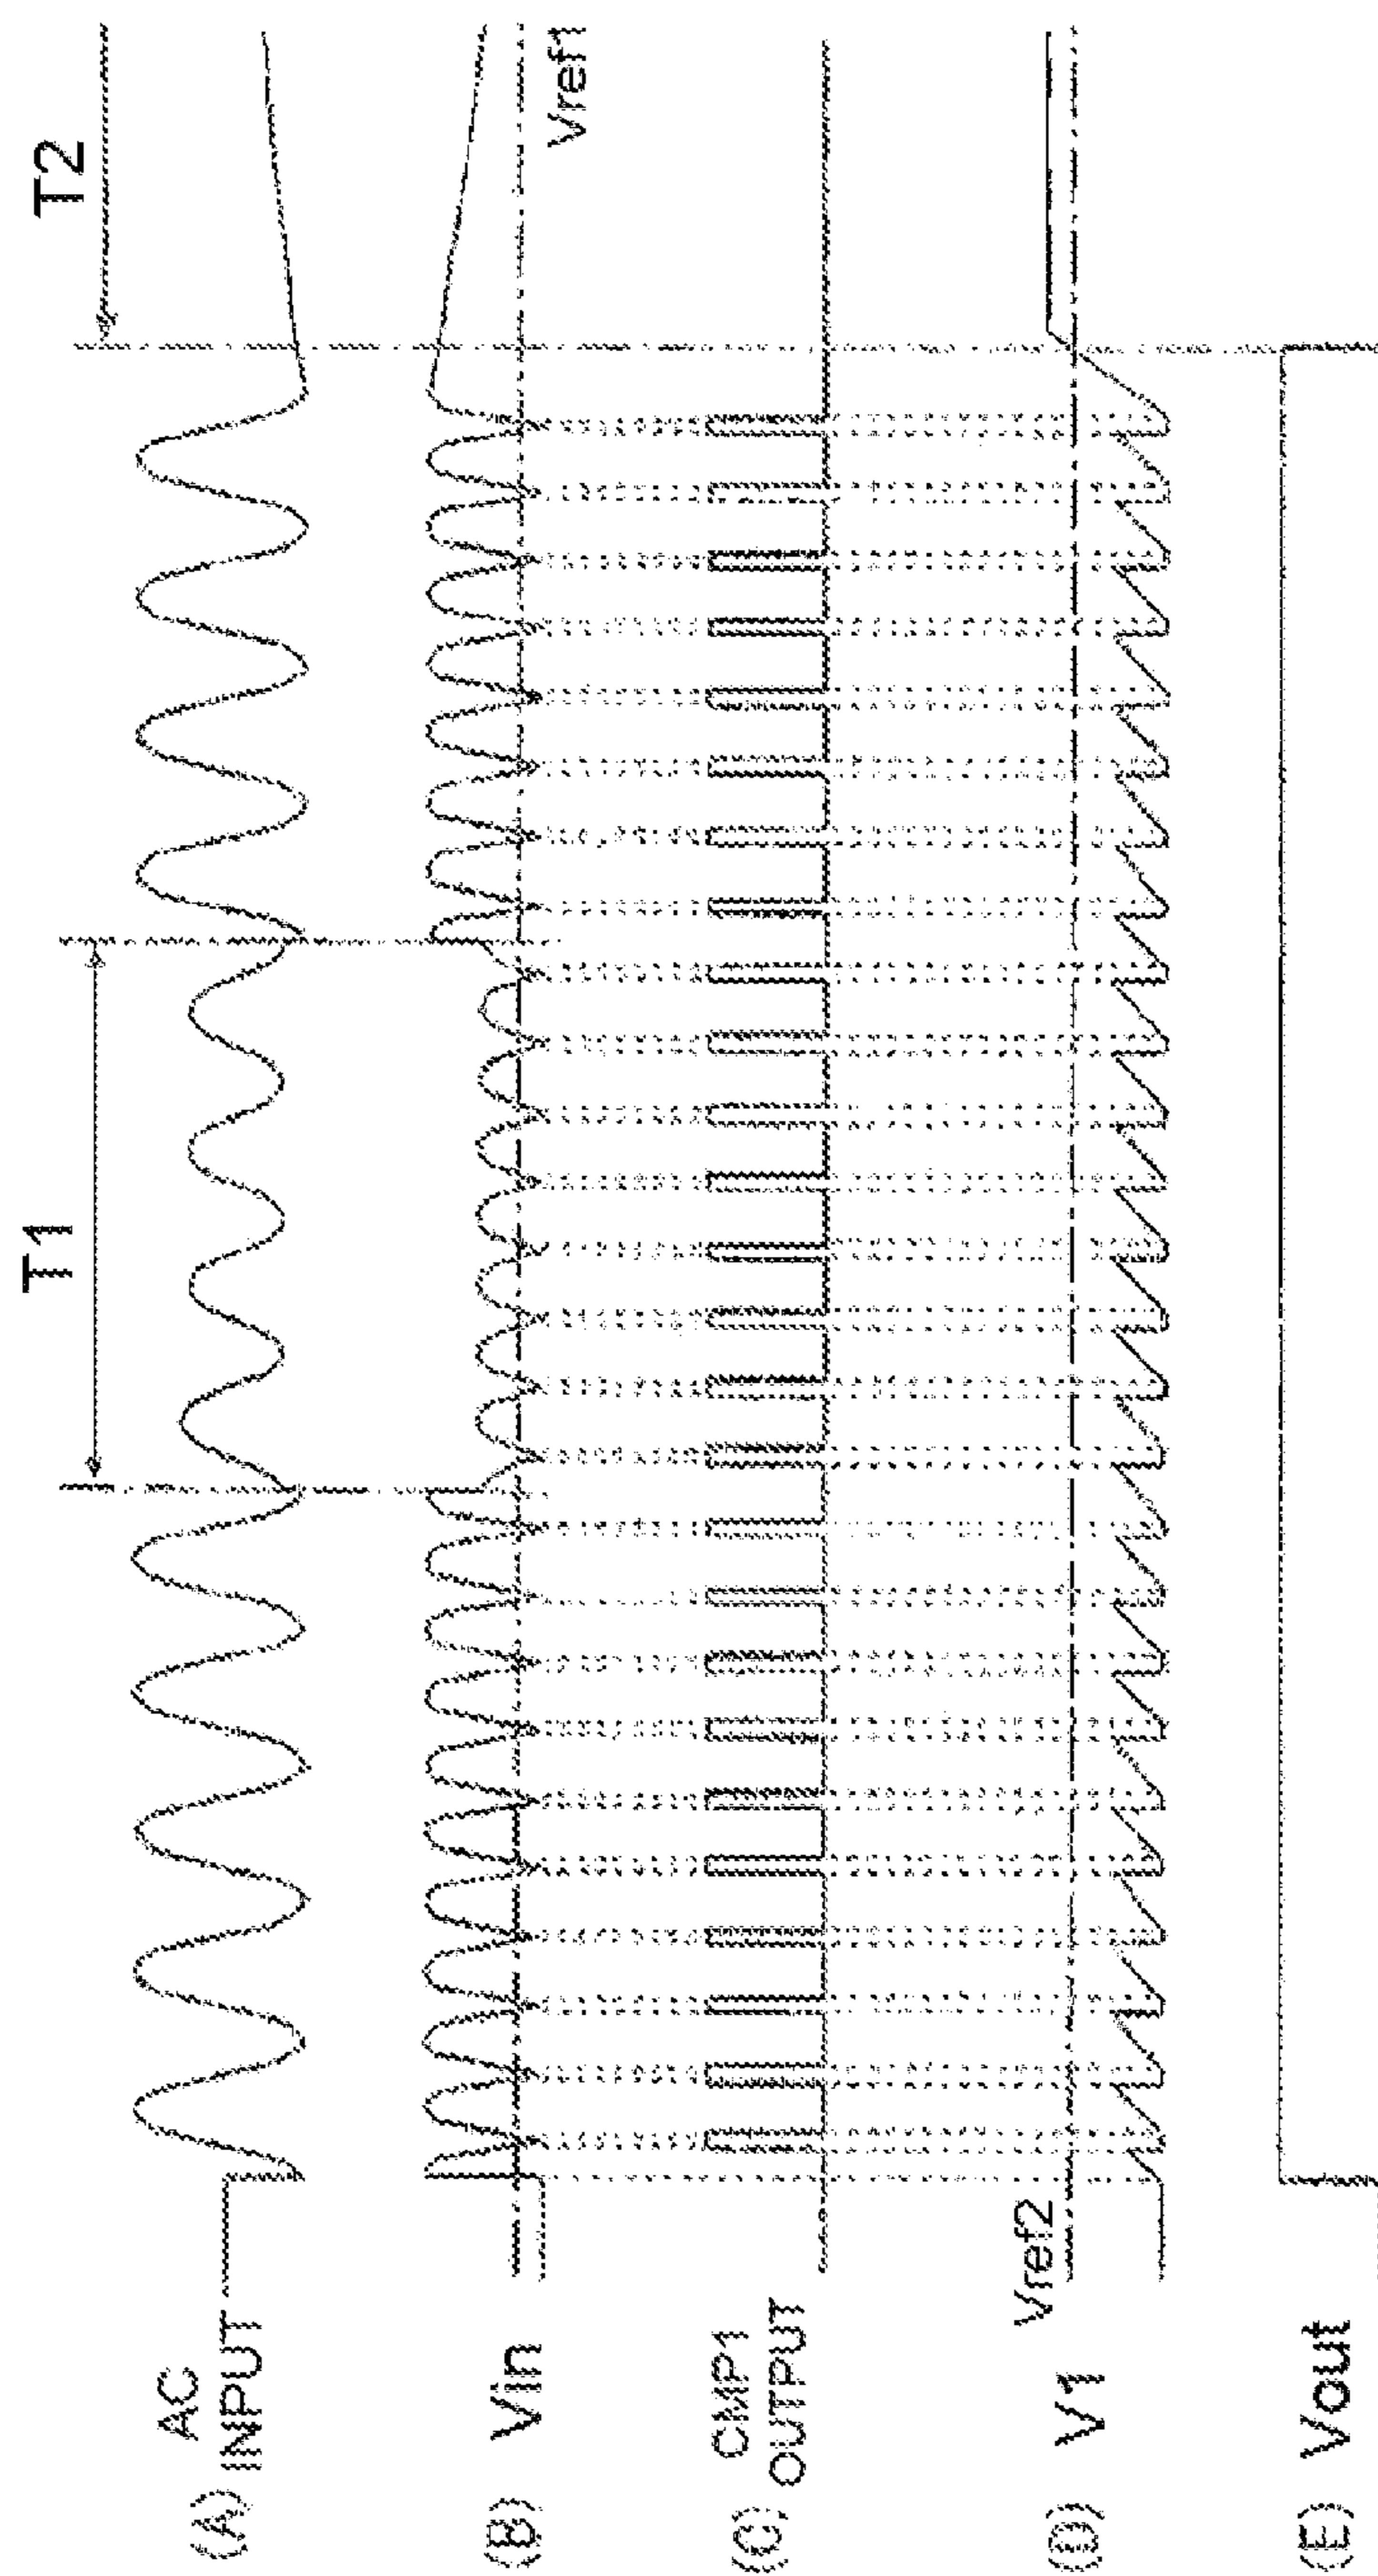 T1
T2
(A) AC
INPUT
(B) Vin
Vref1
(C) CMP1
OUTPUT
Vref2
(D) V1
(E) Vout